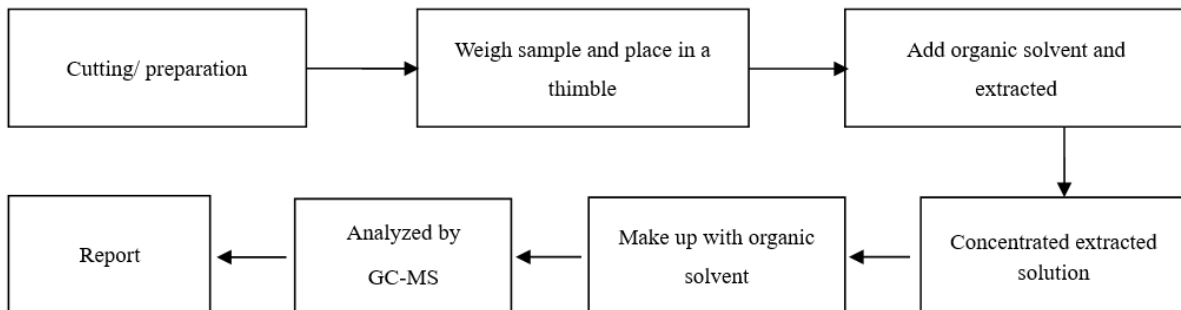 Cutting/ preparation
Weigh sample and place in a
thimble
Add organic solvent and
extracted
Concentrated extracted
solution
Make up with organic
solvent
Analyzed by
GC-MS
Report